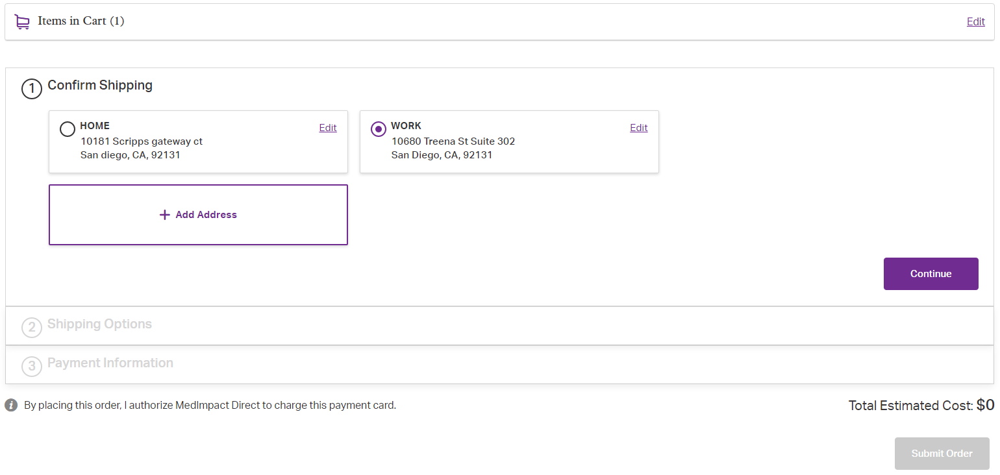 Items in Cart (1)
Edit
1 Confirm Shipping
HOME
Edit
10181 Scripps gateway ct
San diego, CA, 92131
WORK
Edit
10680 Treena St Suite 302
San Diego, CA, 92131
+ Add Address
Continue
2 Shipping Options
3 Payment Information
i By placing this order, I authorize MedImpact Direct to charge this payment card.
Total Estimated Cost: $0
Submit Order